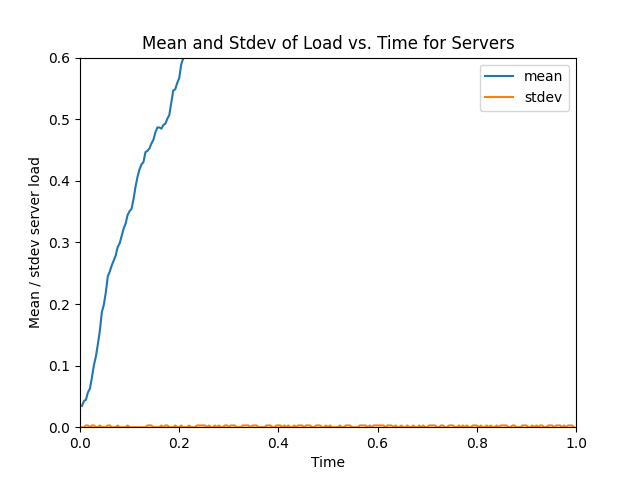 Mean and Stdev of Load vs. Time for Servers
mean
stdev
Mean / stdev server load
0.6
0.5
0.4
0.3
0.2
0.1
0.0
0.0 0.2 0.4 0.6 0.8 1.0
Time